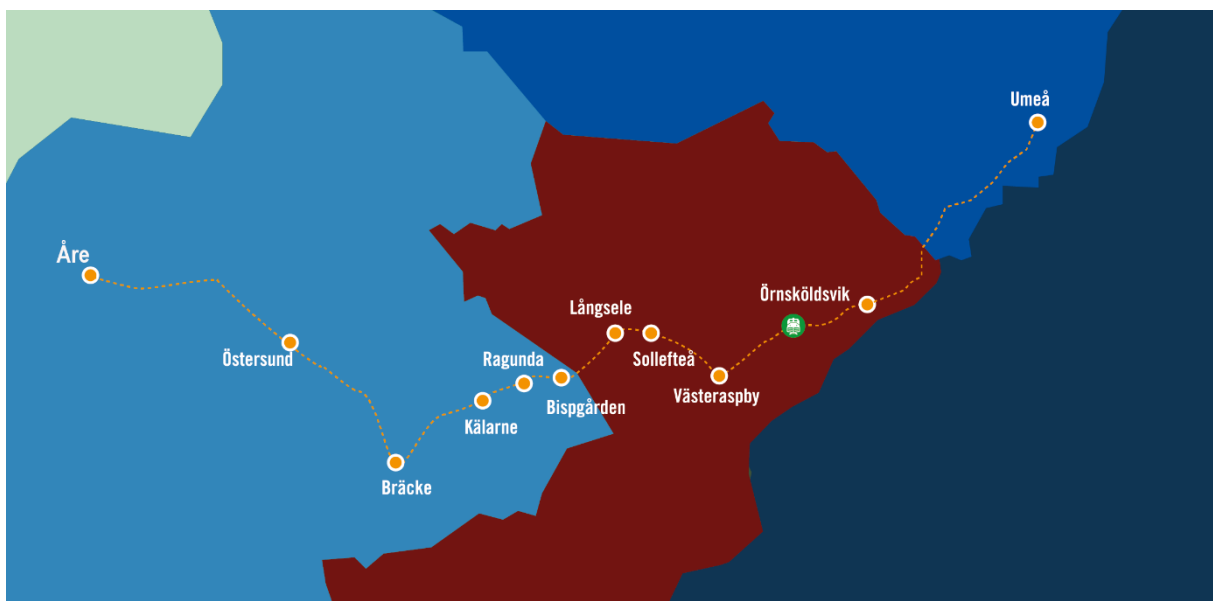 Umeå
Åre
Örnsköldsvik
Långsele
Östersund
Ragunda
Sollefteå
Västeraspby
Bispgården
Kälarne
Bräcke